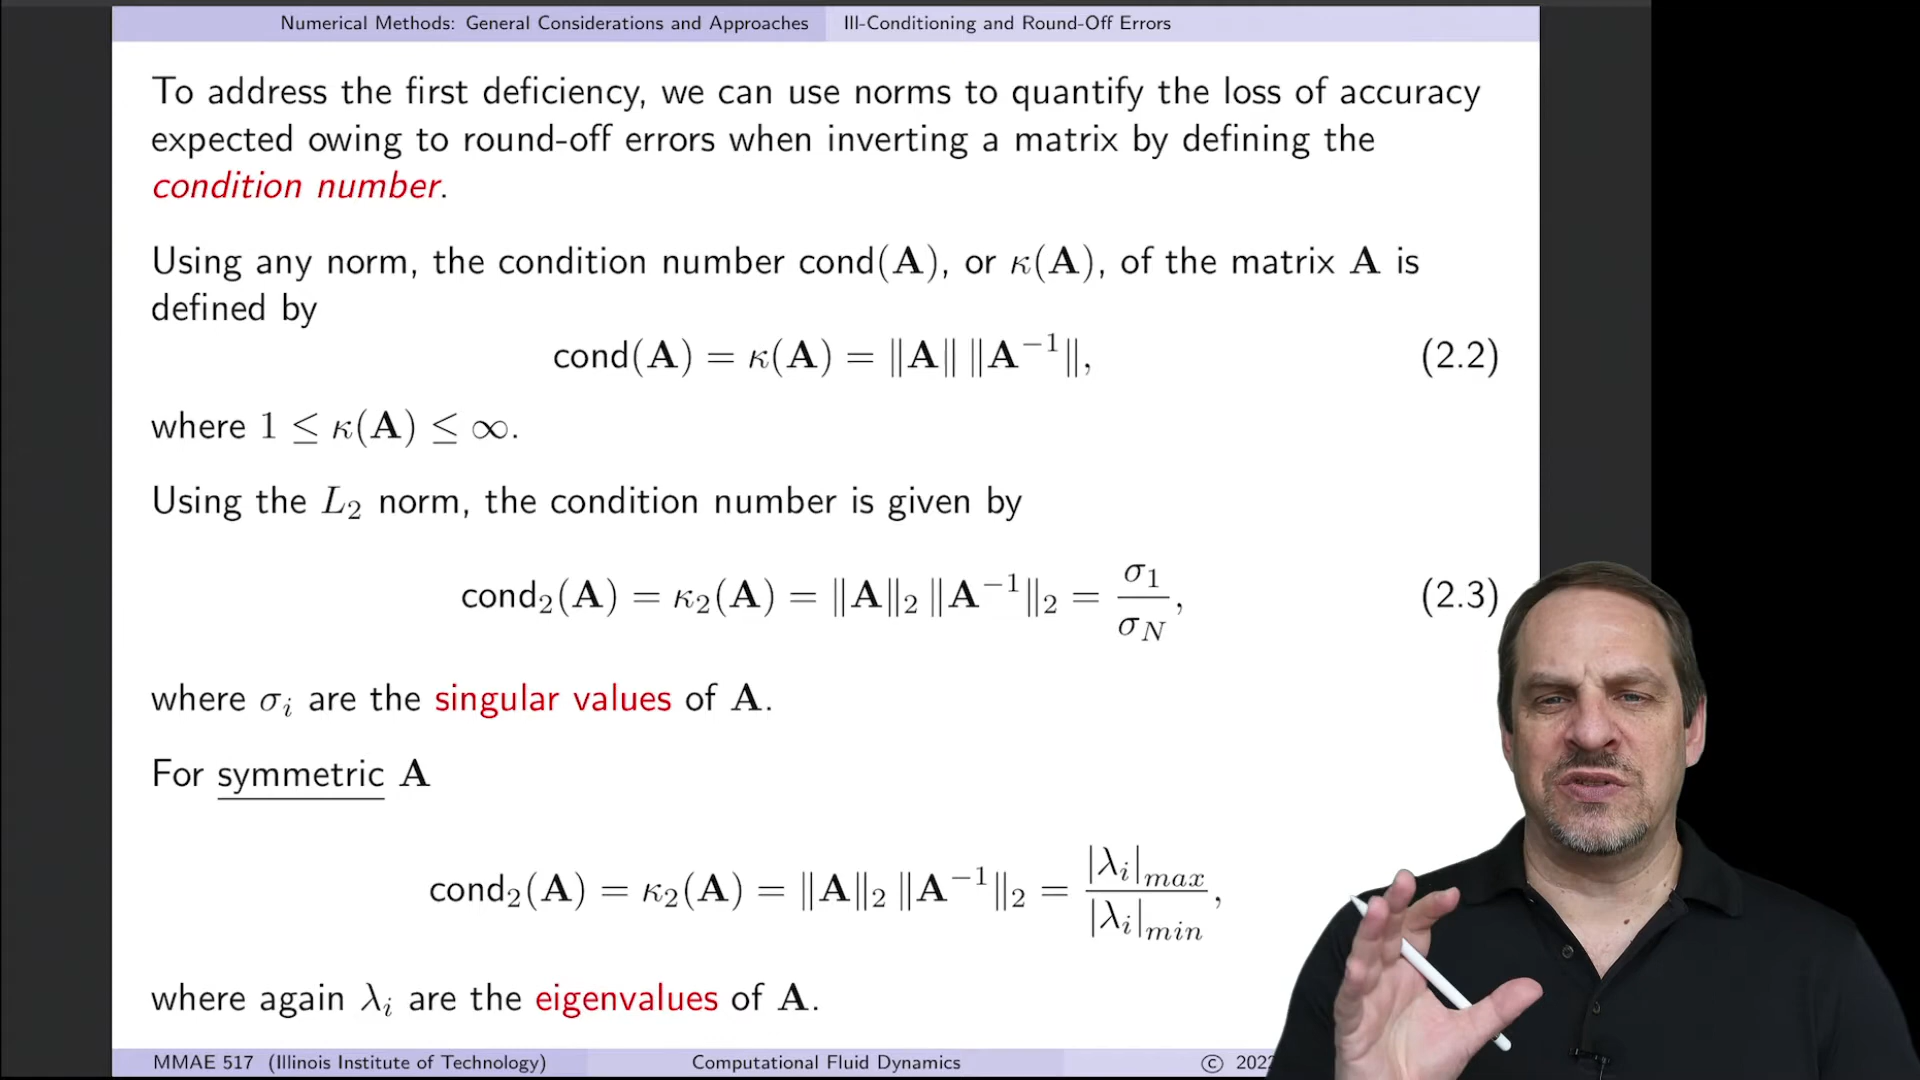 Numerical Methods: General Considerations and Approaches Ill-Conditioning and Round-Off Errors
To address the first deficiency, we can use norms to quantify the loss of accuracy
expected owing to round-off errors when inverting a matrix by defining the
condition number.
Using any norm, the condition number cond(A), or κ(A), of the matrix A is
defined by
cond(A) = κ(A) = ‖A‖ ‖A⁻¹‖, (2.2)
where 1 ≤ κ(A) ≤ ∞.
Using the L₂ norm, the condition number is given by
cond₂(A) = κ₂(A) = ‖A‖₂ ‖A⁻¹‖₂ = σ₁/σ_N, (2.3)
where σᵢ are the singular values of A.
For symmetric A
cond₂(A) = κ₂(A) = ‖A‖₂ ‖A⁻¹‖₂ = |λᵢ|max/|λᵢ|min,
where again λᵢ are the eigenvalues of A.
MMAE 517 (Illinois Institute of Technology) Computational Fluid Dynamics © 2022